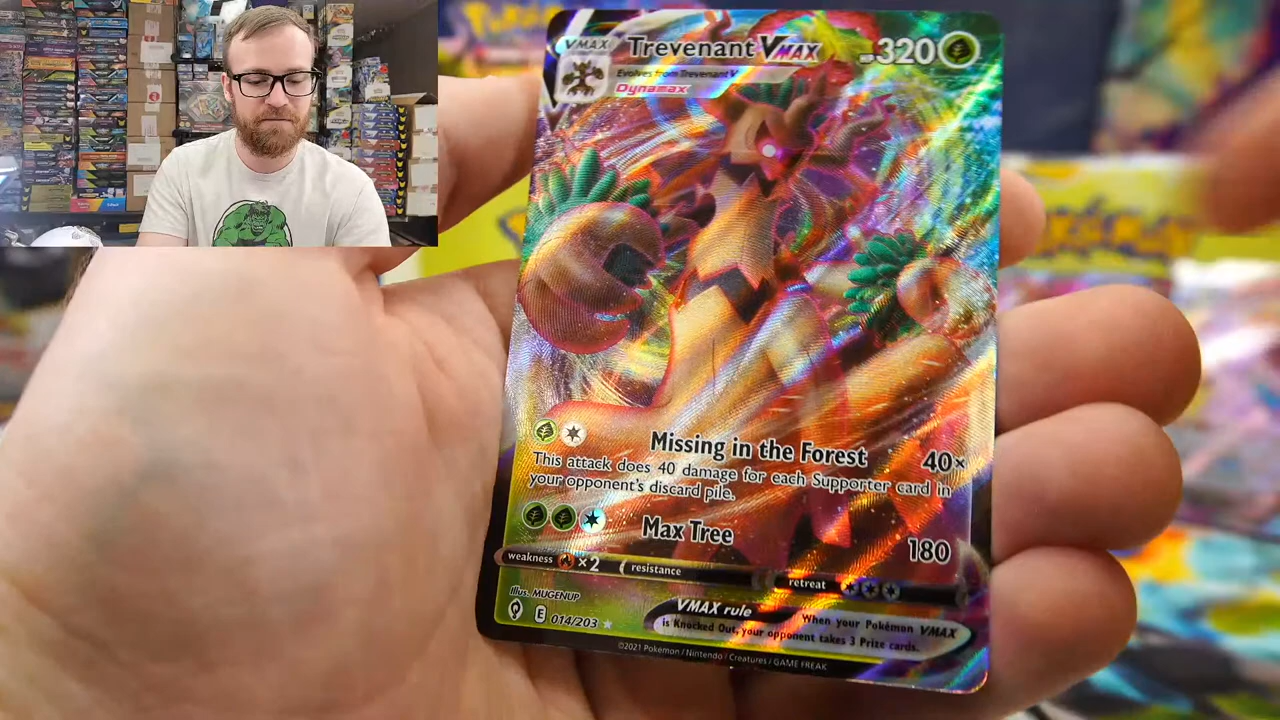 VMAX Trevenant VMAX 320
Evolves from Trevenant V
Dynamax
Missing in the Forest 40×
This attack does 40 damage for each Supporter card in
your opponent's discard pile.
Max Tree 180
weakness ×2 resistance retreat
Illus. MUGENUP
E 014/203
VMAX rule When your Pokémon VMAX
is Knocked Out, your opponent takes 3 Prize cards.
©2021 Pokémon / Nintendo / Creatures / GAME FREAK
Pokémon